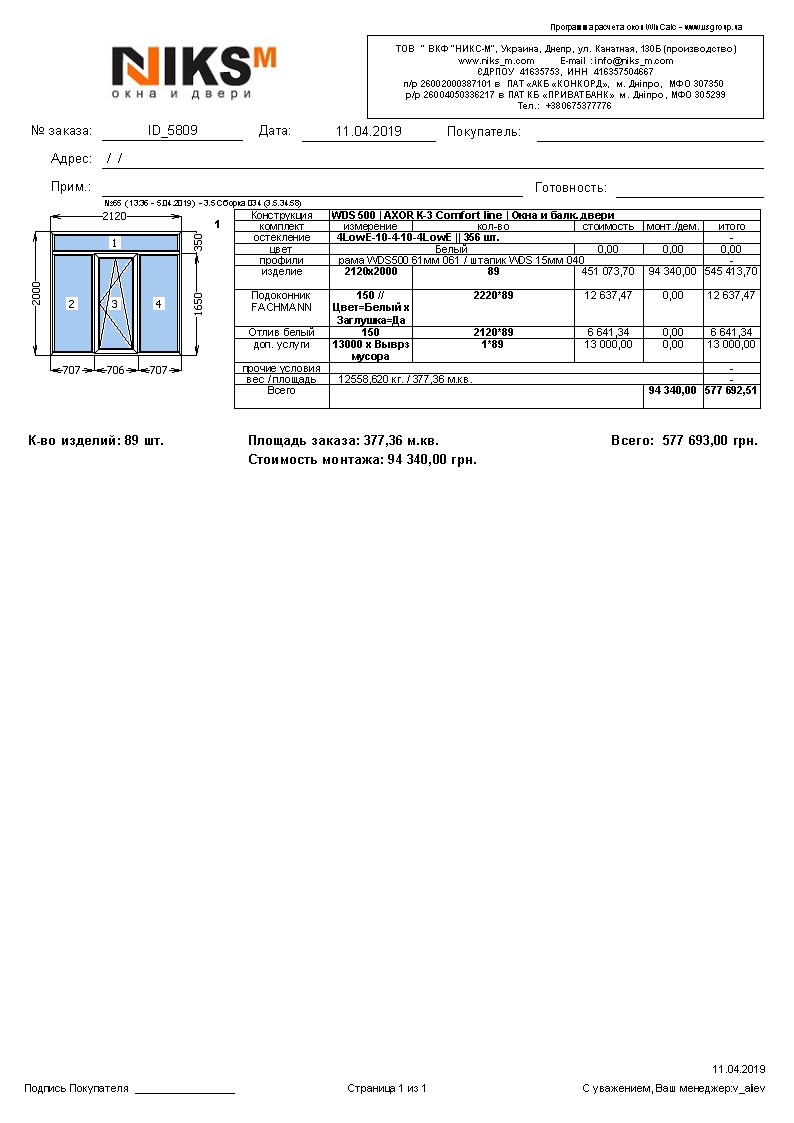 Программа расчета окон WinCalc - www.usgroup.ua
NIKSM
окна и двери
ТОВ " ВКФ "НИКС-М", Украина, Днепр, ул. Канатная, 130Б (производство)
www.niks_m.com E-mail : info@niks_m.com
ЄДРПОУ 41635753, ИНН 416357504667
п/р 26002000387101 в ПАТ «АКБ «КОНКОРД», м. Дніпро, МФО 307350
р/р 26004050336217 в ПАТ КБ «ПРИВАТБАНК» м. Дніпро , МФО 305299
Тел.: +380675377776
№ заказа: ID_5809 Дата: 11.04.2019 Покупатель:
Адрес: / /
Прим.: Готовность:
№65 (13:36 - 5.04.2019) - 3.5 Сборка 034 (3.5.34.58)
2120
1
350
2000
2
3
4
1650
707 706 707
1
Конструкция WDS 500 | AXOR K-3 Comfort line | Окна и балк.двери
комплект измерение кол-во стоимость монт./дем. итого
остекление 4LowE-10-4-10-4LowE || 356 шт. -
цвет Белый 0,00 0,00 0,00
профили рама WDS500 61мм 061 / штапик WDS 15мм 040 -
изделие 2120x2000 89 451 073,70 94 340,00 545 413,70
Подоконник FACHMANN 150 // Цвет=Белый x Заглушка=Да 2220*89 12 637,47 0,00 12 637,47
Отлив белый 150 2120*89 6 641,34 0,00 6 641,34
доп. услуги 13000 x Выврз мусора 1*89 13 000,00 0,00 13 000,00
прочие условия -
вес / площадь 12558,620 кг. / 377,36 м.кв. -
Всего 94 340,00 577 692,51
К-во изделий: 89 шт. Площадь заказа: 377,36 м.кв. Всего: 577 693,00 грн.
Стоимость монтажа: 94 340,00 грн.
11.04.2019
Подпись Покупателя Страница 1 из 1 С уважением, Ваш менеджер:v_aliev